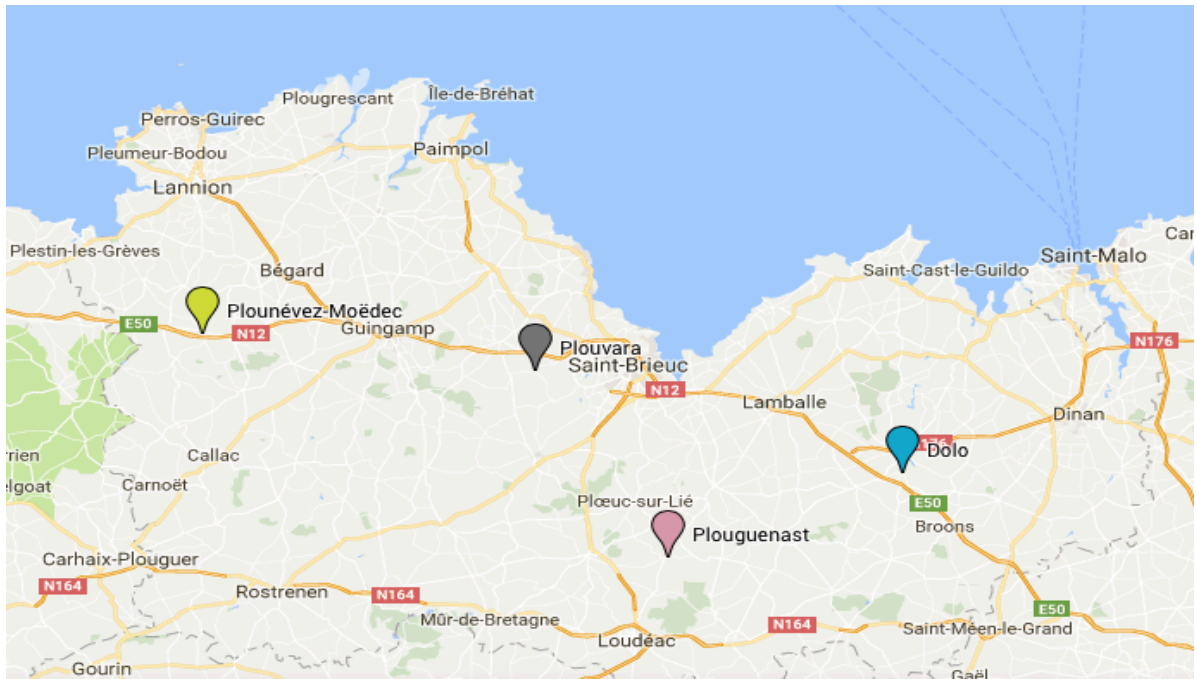 Plougrescant
Île-de-Bréhat
Perros-Guirec
Pleumeur-Bodou
Paimpol
Lannion
Plestin-les-Grèves
Bégard
Saint-Cast-le-Guildo
Saint-Malo
Plounévez-Moëdec
E50
N12
Guingamp
Plouvara
Saint-Brieuc
N176
N12
Lamballe
Dinan
Callac
Dolo
Carnoët
Plœuc-sur-Lié
E50
Broons
Plouguenast
Carhaix-Plouguer
N164
Rostrenen
N164
Mûr-de-Bretagne
Loudéac
N164
E50
Saint-Méen-le-Grand
Gourin
Gaël